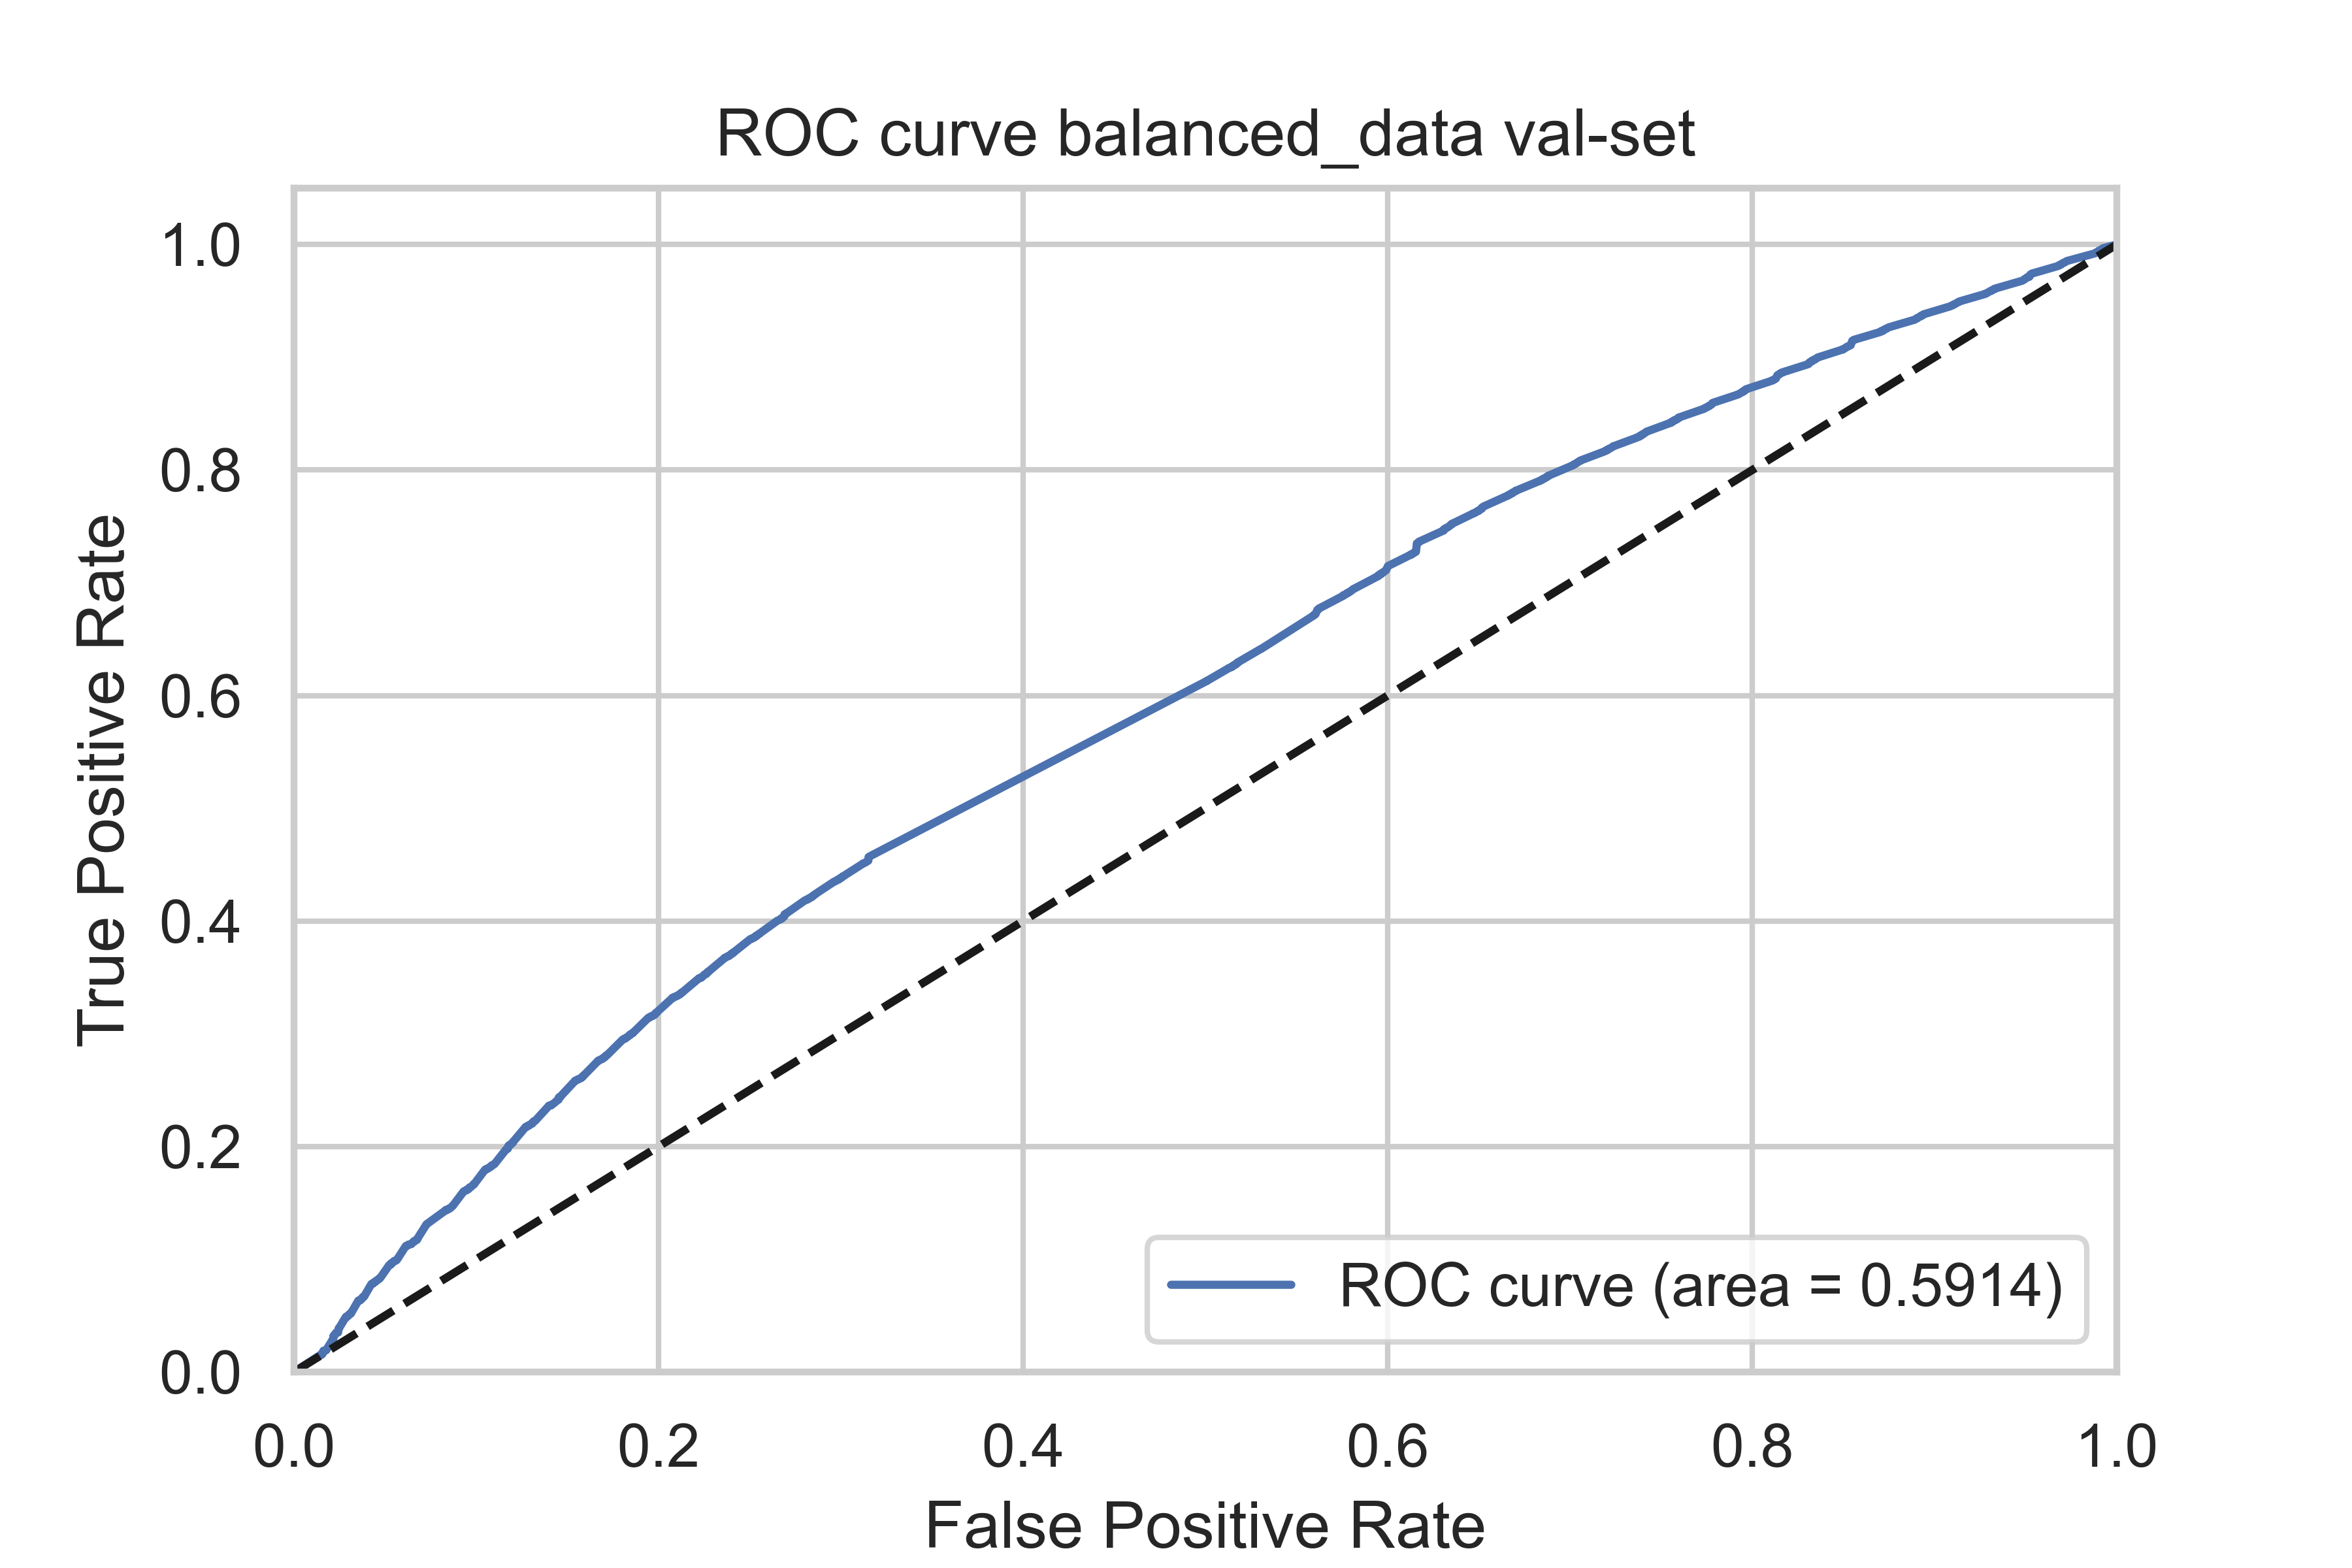 ROC curve balanced_data val-set
True Positive Rate
1.0
0.8
0.6
0.4
0.2
0.0
ROC curve (area = 0.5914)
0.0 0.2 0.4 0.6 0.8 1.0
False Positive Rate